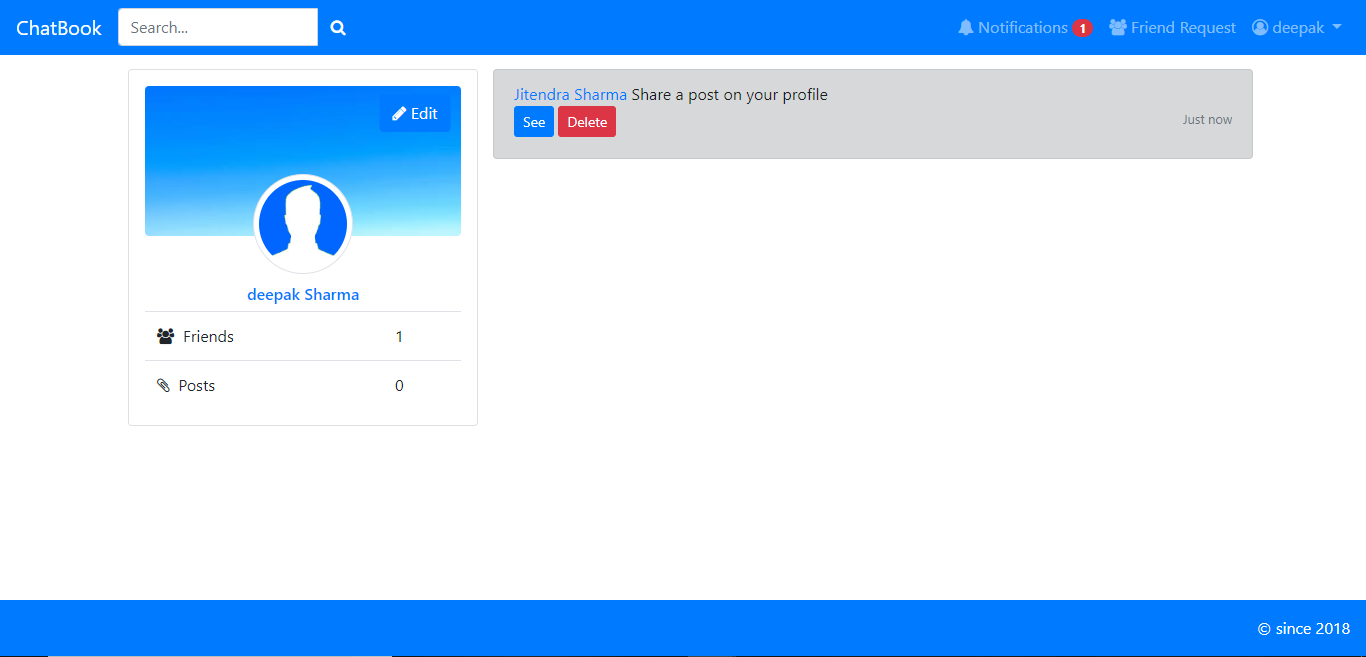 ChatBook Search... Notifications 1 Friend Request deepak
Edit
deepak Sharma
Friends 1
Posts 0
Jitendra Sharma Share a post on your profile
See Delete
Just now
© since 2018